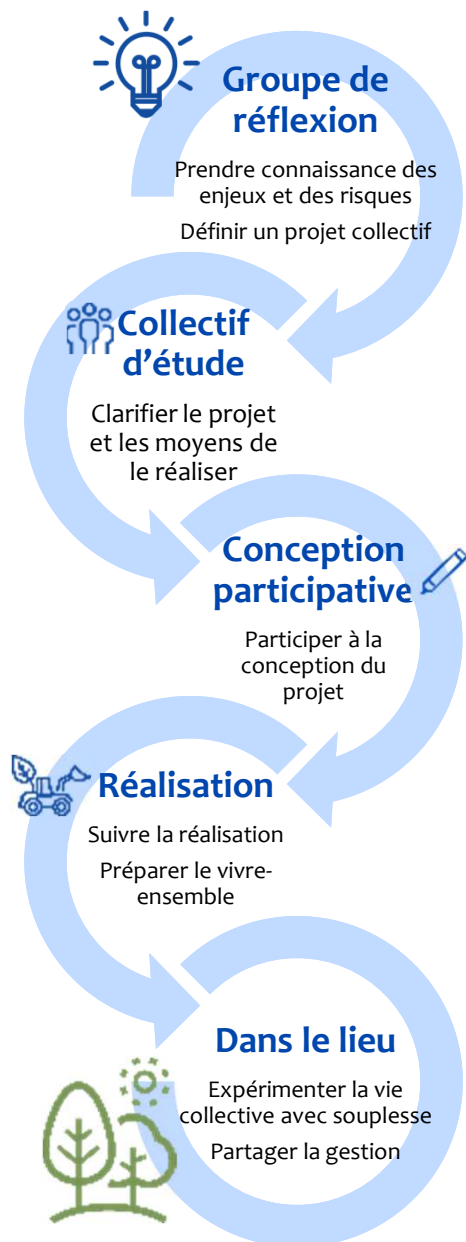 Groupe de
réflexion
Prendre connaissance des
enjeux et des risques
Définir un projet collectif
Collectif
d'étude
Clarifier le projet
et les moyens de
le réaliser
Conception
participative
Participer à la
conception du
projet
Réalisation
Suivre la réalisation
Préparer le vivre-
ensemble
Dans le lieu
Expérimenter la vie
collective avec souplesse
Partager la gestion